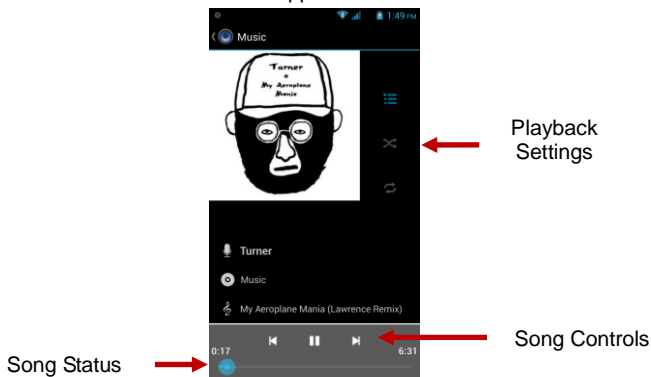 1:49 PM
Music
Turner
&
My Aeroplane
Mania
Playback
Settings
Turner
Music
My Aeroplane Mania (Lawrence Remix)
Song Controls
0:17
6:31
Song Status